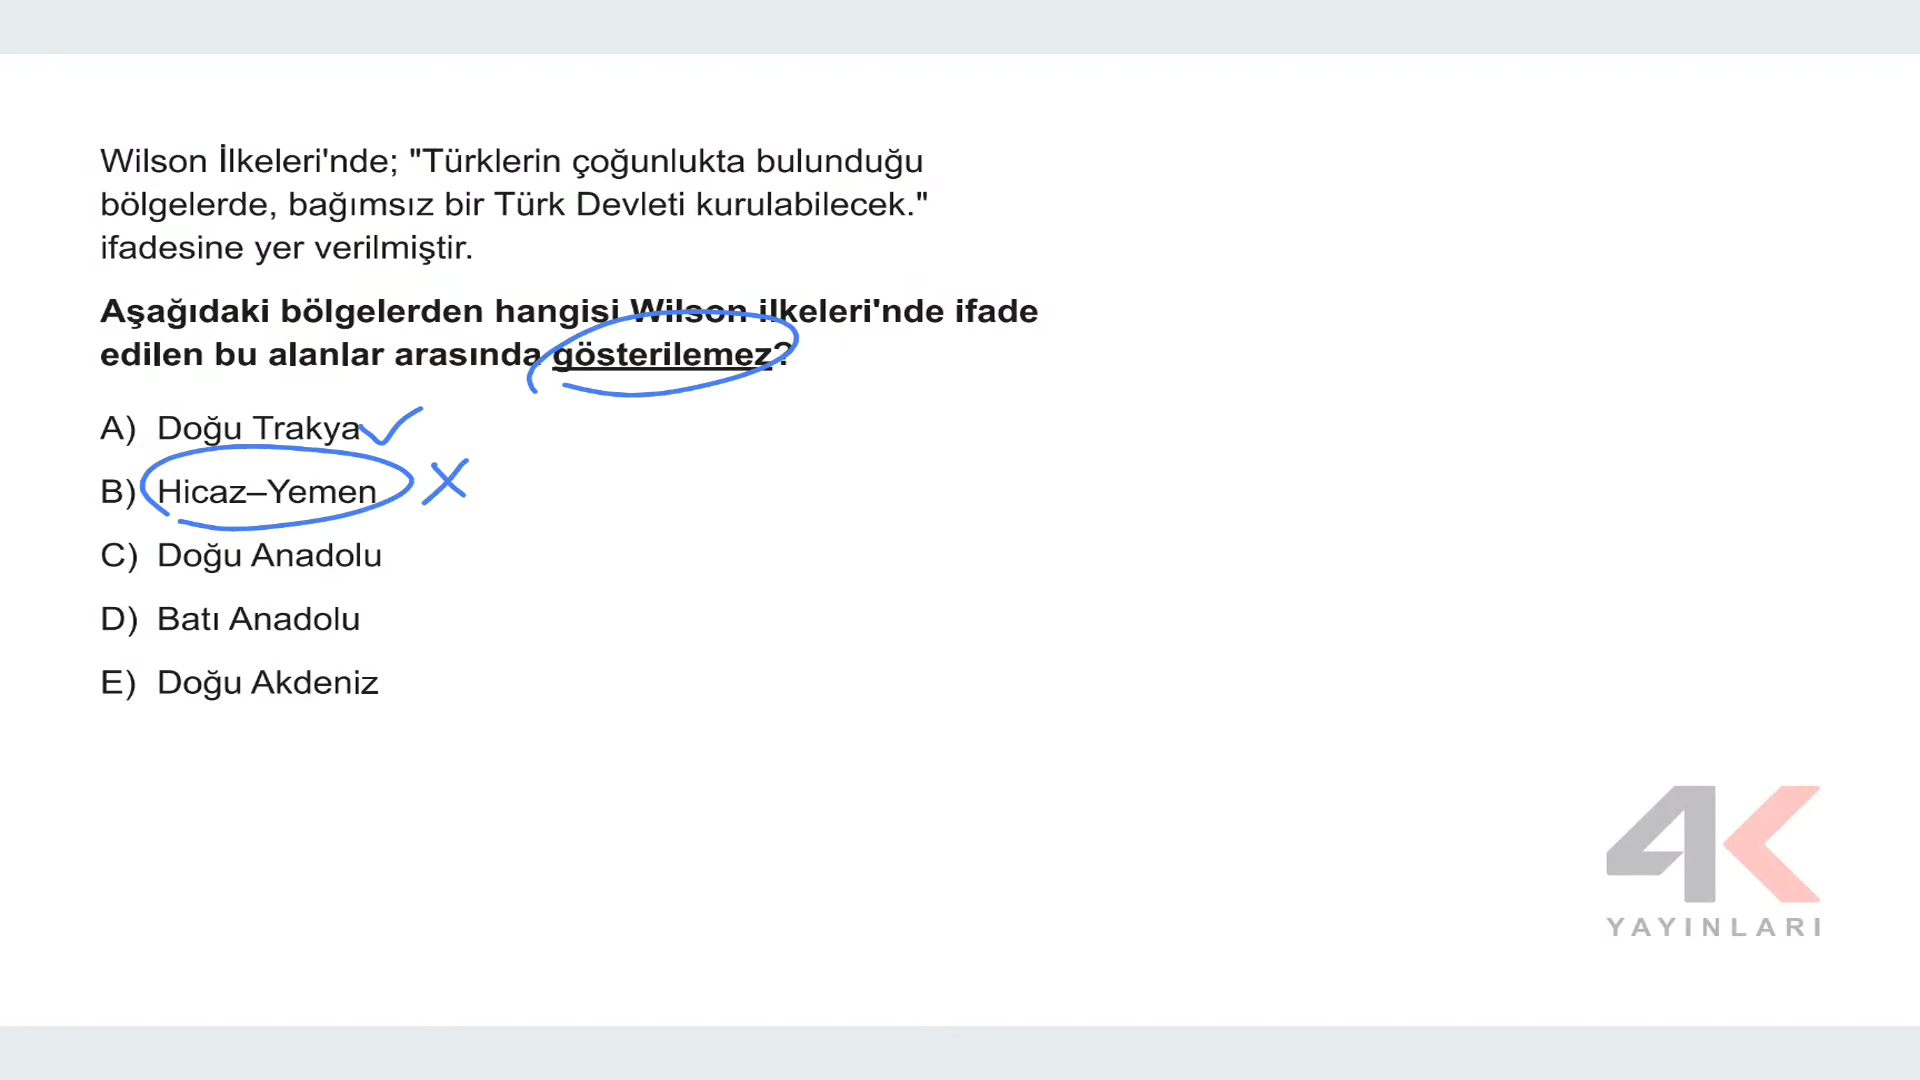 Wilson İlkeleri'nde; "Türklerin çoğunlukta bulunduğu
bölgelerde, bağımsız bir Türk Devleti kurulabilecek."
ifadesine yer verilmiştir.
Aşağıdaki bölgelerden hangisi Wilson ilkeleri'nde ifade
edilen bu alanlar arasında gösterilemez?
A) Doğu Trakya
B) Hicaz–Yemen
C) Doğu Anadolu
D) Batı Anadolu
E) Doğu Akdeniz
4K
YAYINLARI